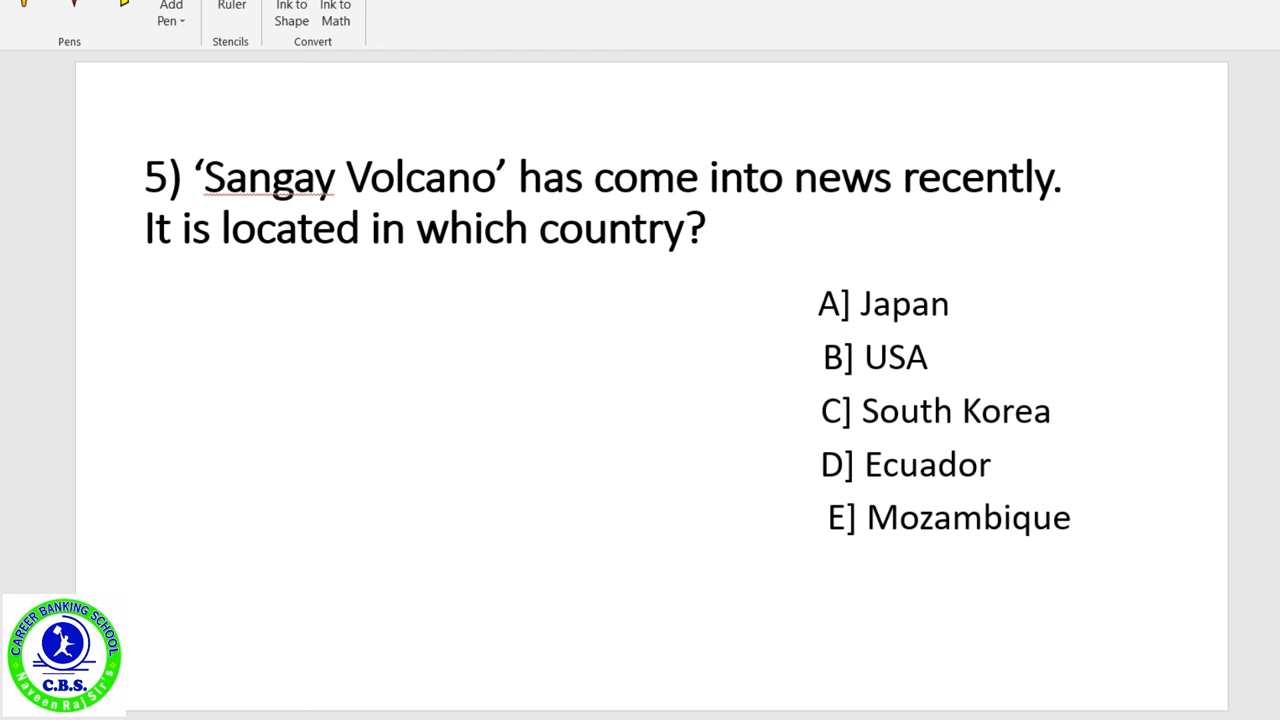 Add
Pen
Ruler
Ink to
Shape
Ink to
Math
Pens
Stencils
Convert
5) ‘Sangay Volcano’ has come into news recently.
It is located in which country?
A] Japan
B] USA
C] South Korea
D] Ecuador
E] Mozambique
CAREER BANKING SCHOOL
C.B.S.
Naveen Raj Sir's